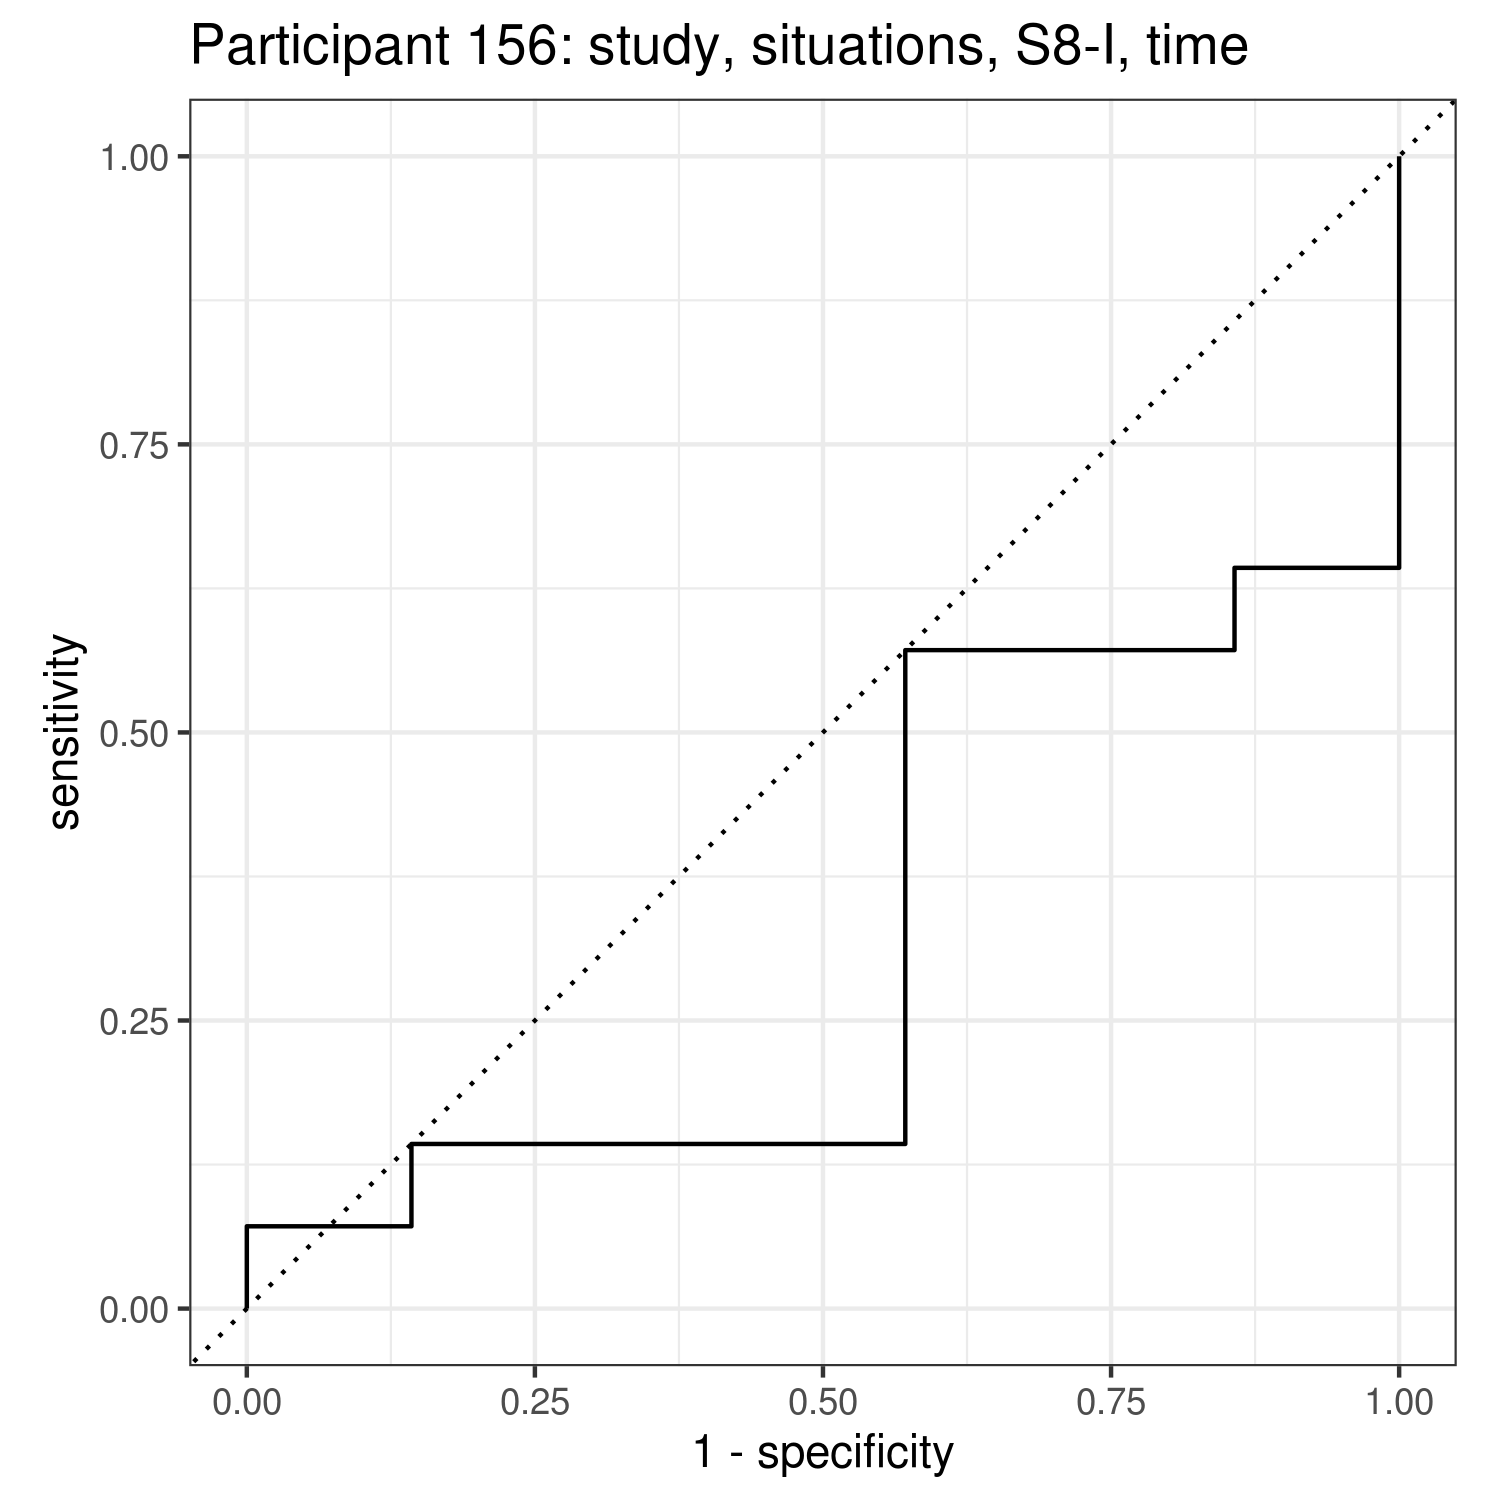 Participant 156: study, situations, S8-I, time
1.00
0.75
0.50
0.25
0.00
sensitivity
0.00 0.25 0.50 0.75 1.00
1 - specificity